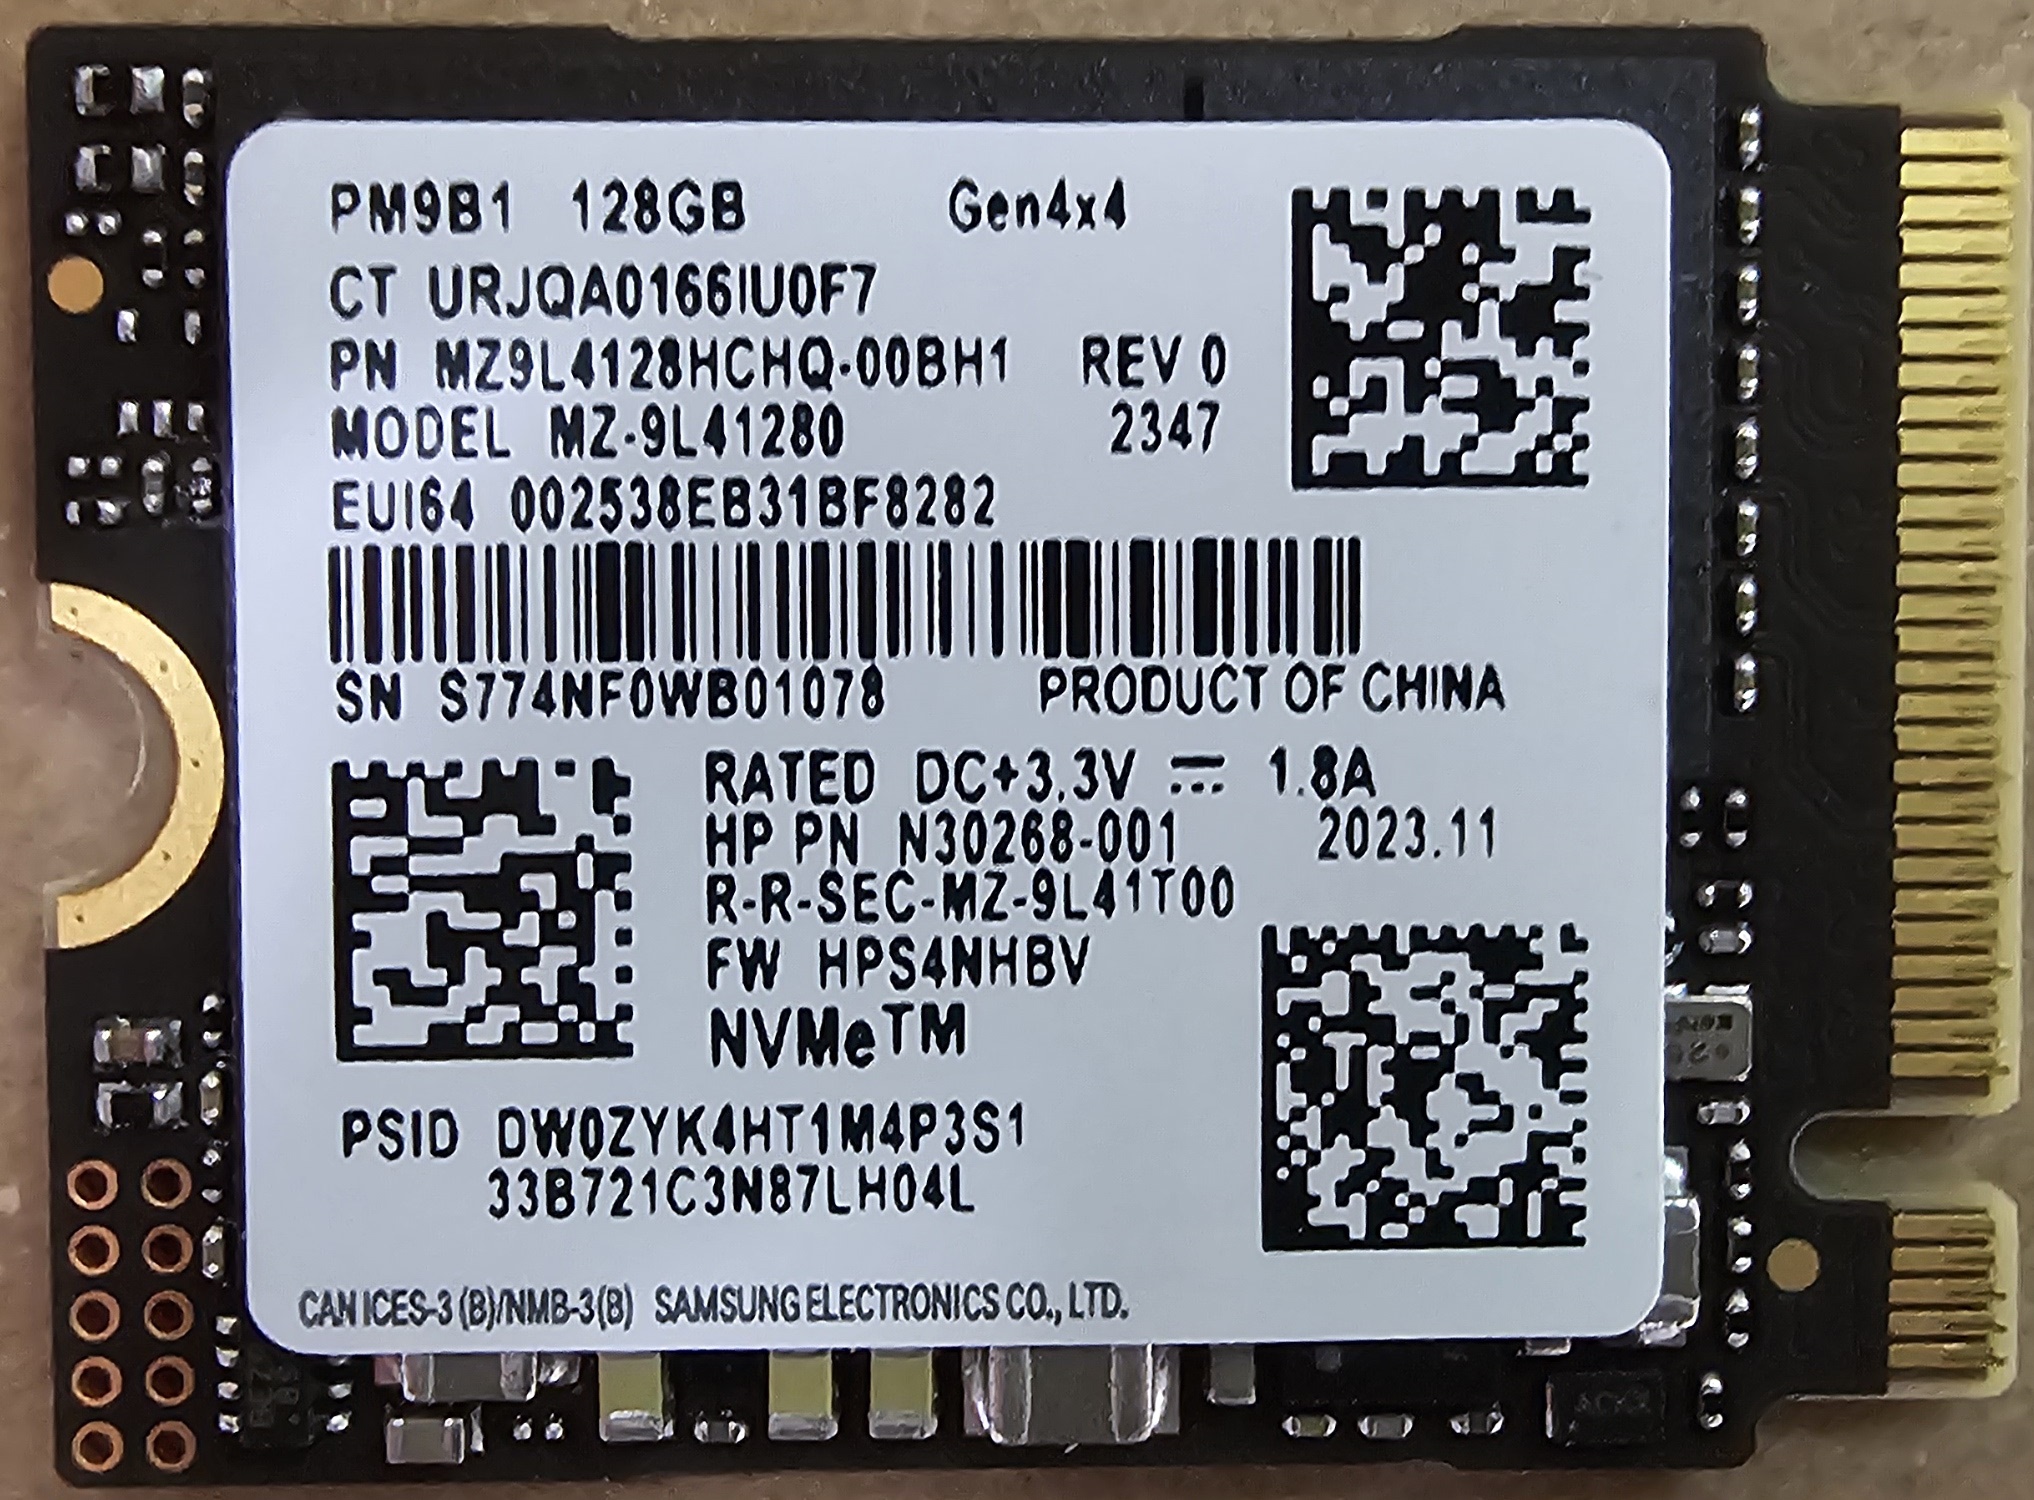 PM9B1 128GB Gen4x4
CT URJQA0166IU0F7
PN MZ9L4128HCHQ-00BH1 REV 0
MODEL MZ-9L41280 2347
EUI64 002538EB31BF8282
SN S774NF0WB01078 PRODUCT OF CHINA
RATED DC+3.3V ⎓ 1.8A
HP PN N30268-001 2023.11
R-R-SEC-MZ-9L41T00
FW HPS4NHBV
NVMe™
PSID DW0ZYK4HT1M4P3S1
33B721C3N87LH04L
CAN ICES-3 (B)/NMB-3(B) SAMSUNG ELECTRONICS CO., LTD.